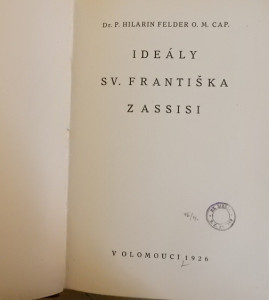 Dr. P. HILARIN FELDER O. M. CAP.
IDEÁLY
SV. FRANTIŠKA
Z ASSISI
V OLOMOUCI 1926